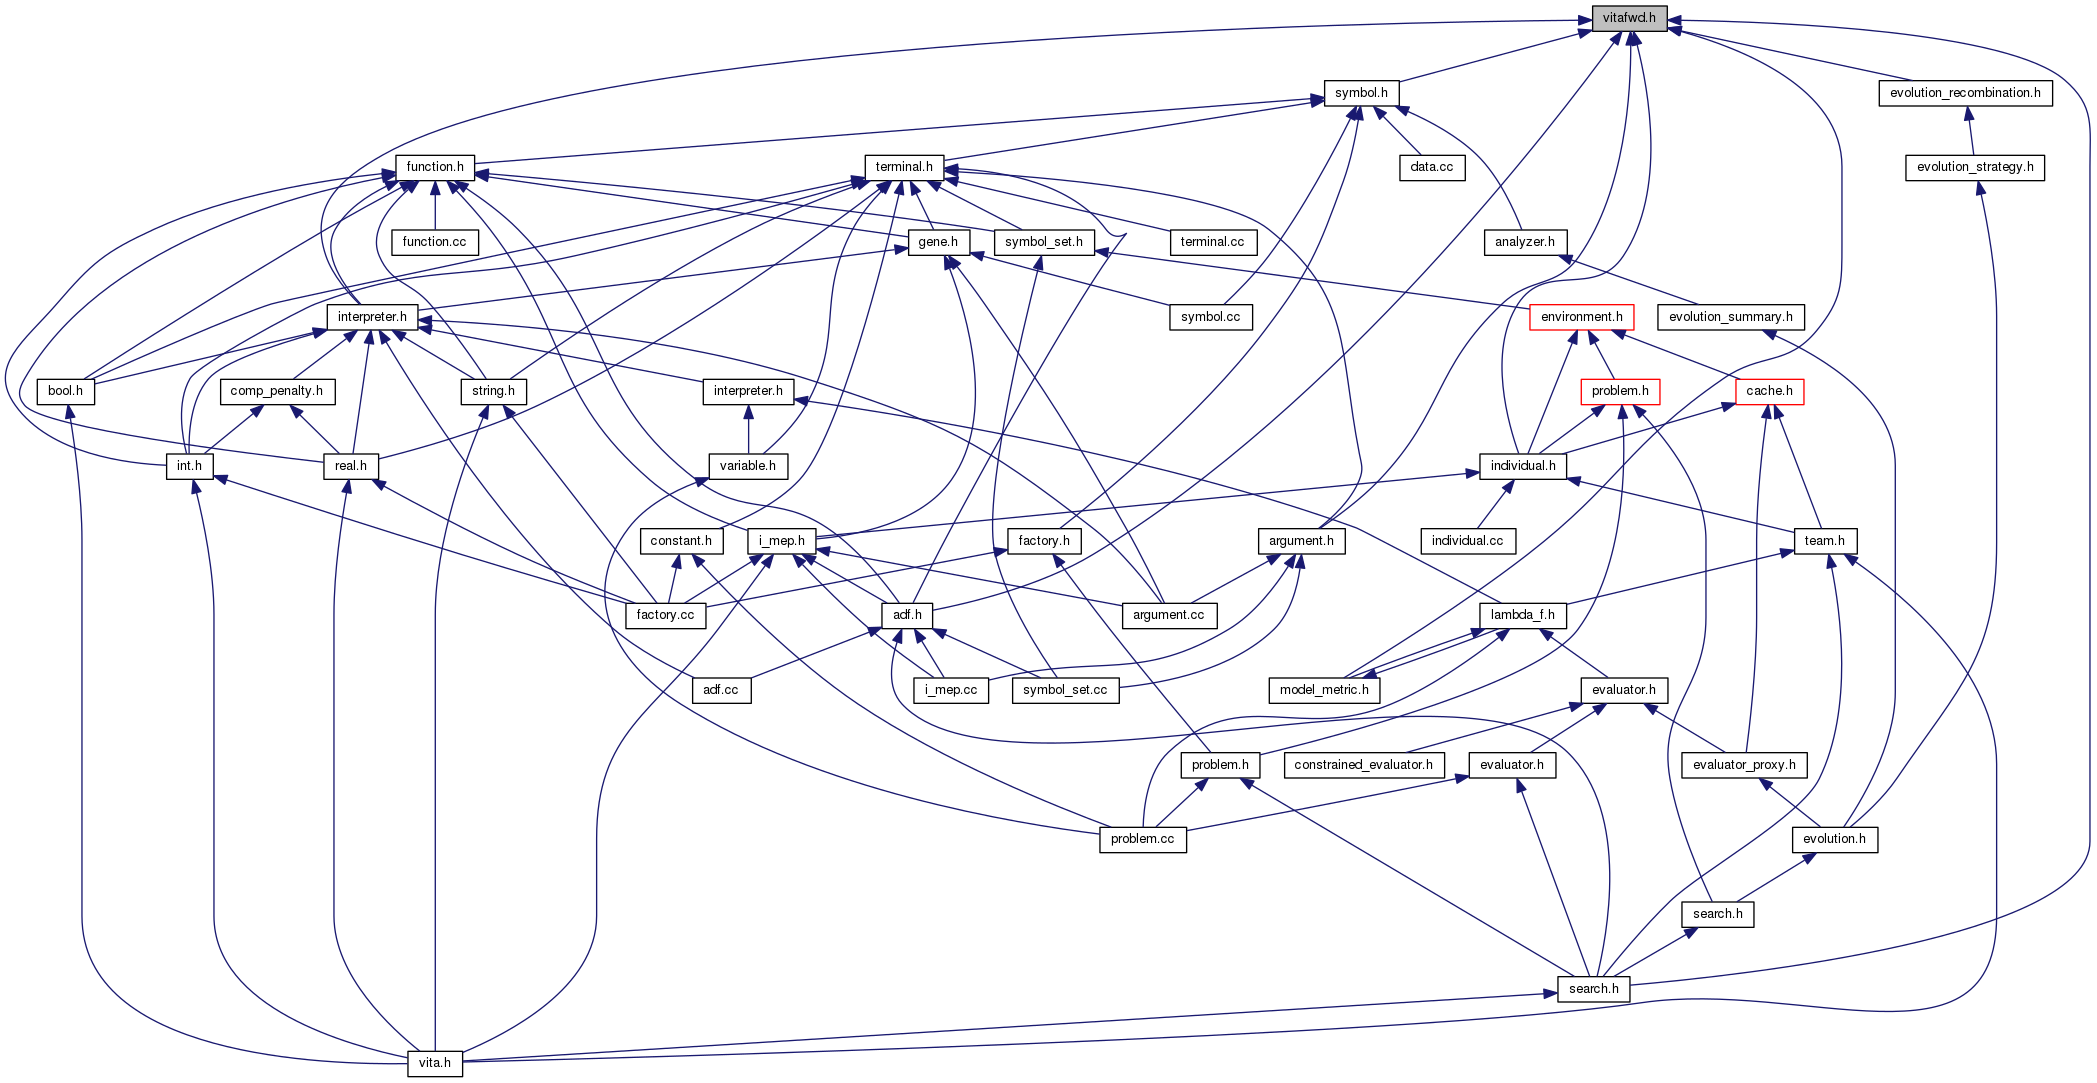 vitafwd.h
symbol.h
evolution_recombination.h
function.h
terminal.h
data.cc
evolution_strategy.h
function.cc
gene.h
symbol_set.h
terminal.cc
analyzer.h
interpreter.h
symbol.cc
environment.h
evolution_summary.h
bool.h
comp_penalty.h
string.h
interpreter.h
problem.h
cache.h
int.h
real.h
variable.h
individual.h
constant.h
i_mep.h
factory.h
argument.h
individual.cc
team.h
factory.cc
adf.h
argument.cc
lambda_f.h
adf.cc
i_mep.cc
symbol_set.cc
model_metric.h
evaluator.h
problem.h
constrained_evaluator.h
evaluator.h
evaluator_proxy.h
problem.cc
evolution.h
search.h
search.h
vita.h